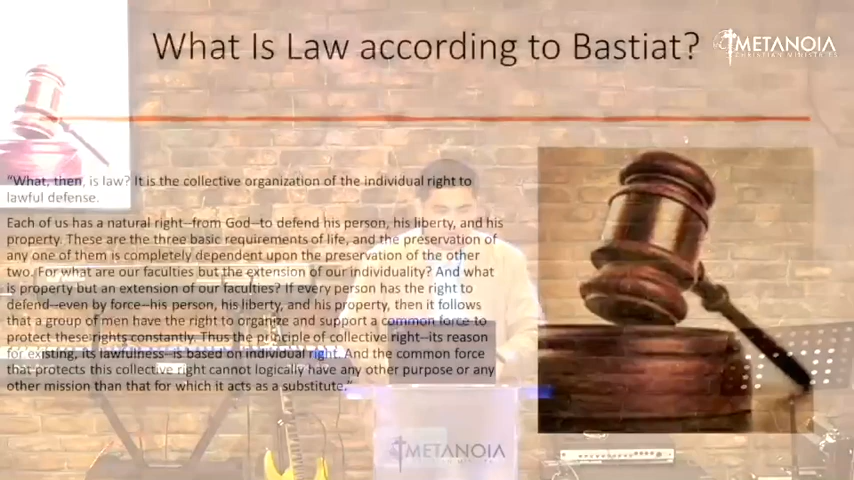 What Is Law according to Bastiat?
METANOIA
CHRISTIAN MINISTRIES
"What, then, is law? It is the collective organization of the individual right to
lawful defense.
Each of us has a natural right--from God--to defend his person, his liberty, and his
property. These are the three basic requirements of life, and the preservation of
any one of them is completely dependent upon the preservation of the other
two. For what are our faculties but the extension of our individuality? And what
is property but an extension of our faculties? If every person has the right to
defend--even by force--his person, his liberty, and his property, then it follows
that a group of men have the right to organize and support a common force to
protect these rights constantly. Thus the principle of collective right--its reason
for existing, its lawfulness--is based on individual right. And the common force
that protects this collective right cannot logically have any other purpose or any
other mission than that for which it acts as a substitute."
METANOIA